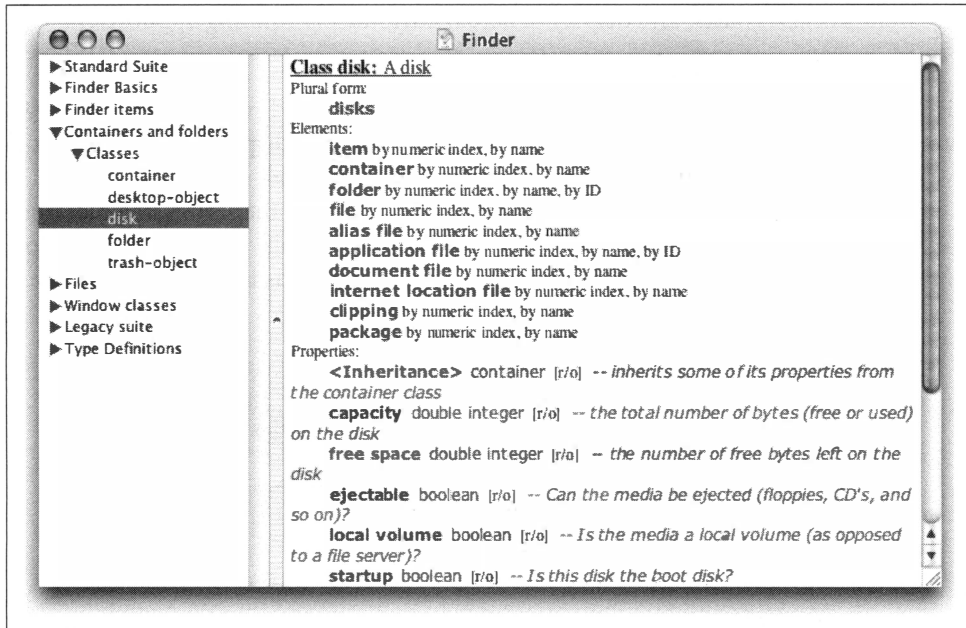 Finder
Standard Suite
Finder Basics
Finder items
Containers and folders
Classes
container
desktop-object
disk
folder
trash-object
Files
Window classes
Legacy suite
Type Definitions
Class disk: A disk
Plural form:
disks
Elements:
item by numeric index, by name
container by numeric index, by name
folder by numeric index, by name, by ID
file by numeric index, by name
alias file by numeric index, by name
application file by numeric index, by name, by ID
document file by numeric index, by name
internet location file by numeric index, by name
clipping by numeric index, by name
package by numeric index, by name
Properties:
<Inheritance> container [r/o] -- inherits some of its properties from
the container class
capacity double integer [r/o] -- the total number of bytes (free or used)
on the disk
free space double integer [r/o] -- the number of free bytes left on the
disk
ejectable boolean [r/o] -- Can the media be ejected (floppies, CD's, and
so on)?
local volume boolean [r/o] -- Is the media a local volume (as opposed
to a file server)?
startup boolean [r/o] -- Is this disk the boot disk?